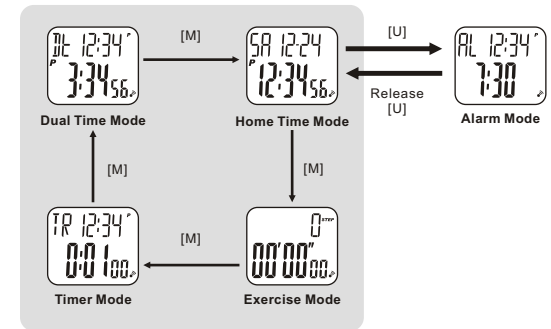 Dt 12:34 P
P 3:34 56
Dual Time Mode
[M]
SA 12-24
P 12:34 56
Home Time Mode
[U]
Release
[U]
AL 12:34 P
7:30
Alarm Mode
[M]
[M]
TR 12:34 P
0:01 00
Timer Mode
[M]
0 STEP
00'00" 00
Exercise Mode